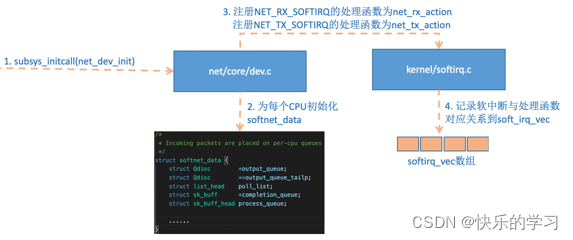 3. 注册NET_RX_SOFTIRQ的处理函数为net_rx_action
注册NET_TX_SOFTIRQ的处理函数为net_tx_action
1. subsys_initcall(net_dev_init)
net/core/dev.c
kernel/softirq.c
2. 为每个CPU初始化
softnet_data
4. 记录软中断与处理函数
对应关系到soft_irq_vec
/*
* Incoming packets are placed on per-cpu queues
*/
struct softnet_data {
struct Qdisc *output_queue;
struct Qdisc **output_queue_tailp;
struct list_head poll_list;
struct sk_buff *completion_queue;
struct sk_buff_head process_queue;
......
}
softirq_vec数组
CSDN @快乐的学习